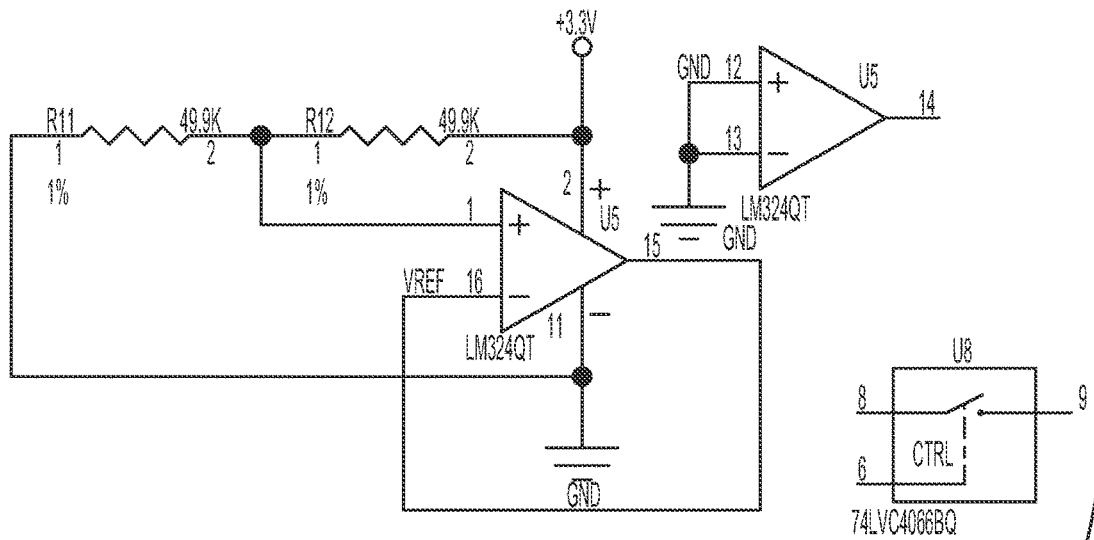 +3.3V
GND 12
+
U5
14
13
−
LM324QT
GND
R11 49.9K R12 49.9K
1 2 1 2
1% 1%
2 +
U5
1
+
15
VREF 16
−
11 −
LM324QT
GND
U8
8 9
CTRL
6
74LVC4066BQ